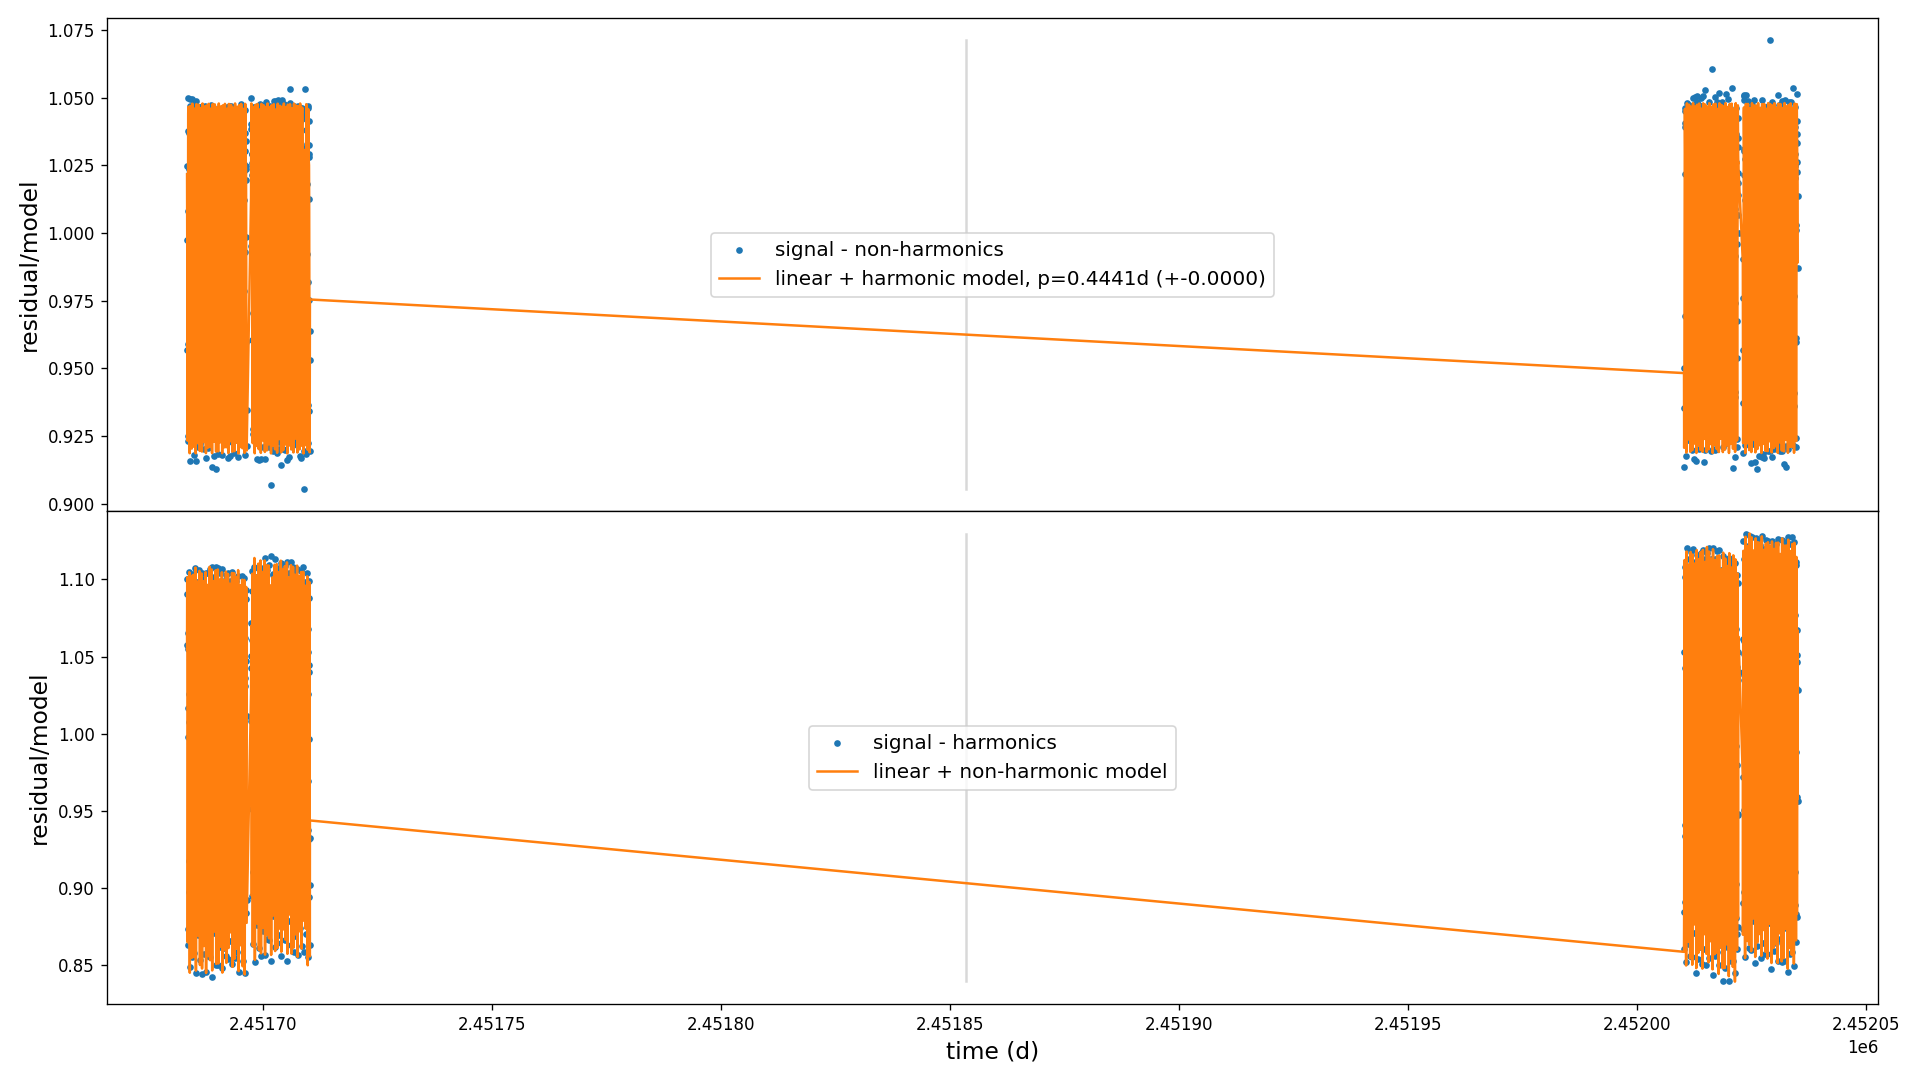 1.075
1.050
1.025
1.000
0.975
0.950
0.925
0.900
residual/model
signal - non-harmonics
linear + harmonic model, p=0.4441d (+-0.0000)
1.10
1.05
1.00
0.95
0.90
0.85
residual/model
signal - harmonics
linear + non-harmonic model
2.45170
2.45175
2.45180
2.45185
2.45190
2.45195
2.45200
2.45205
1e6
time (d)